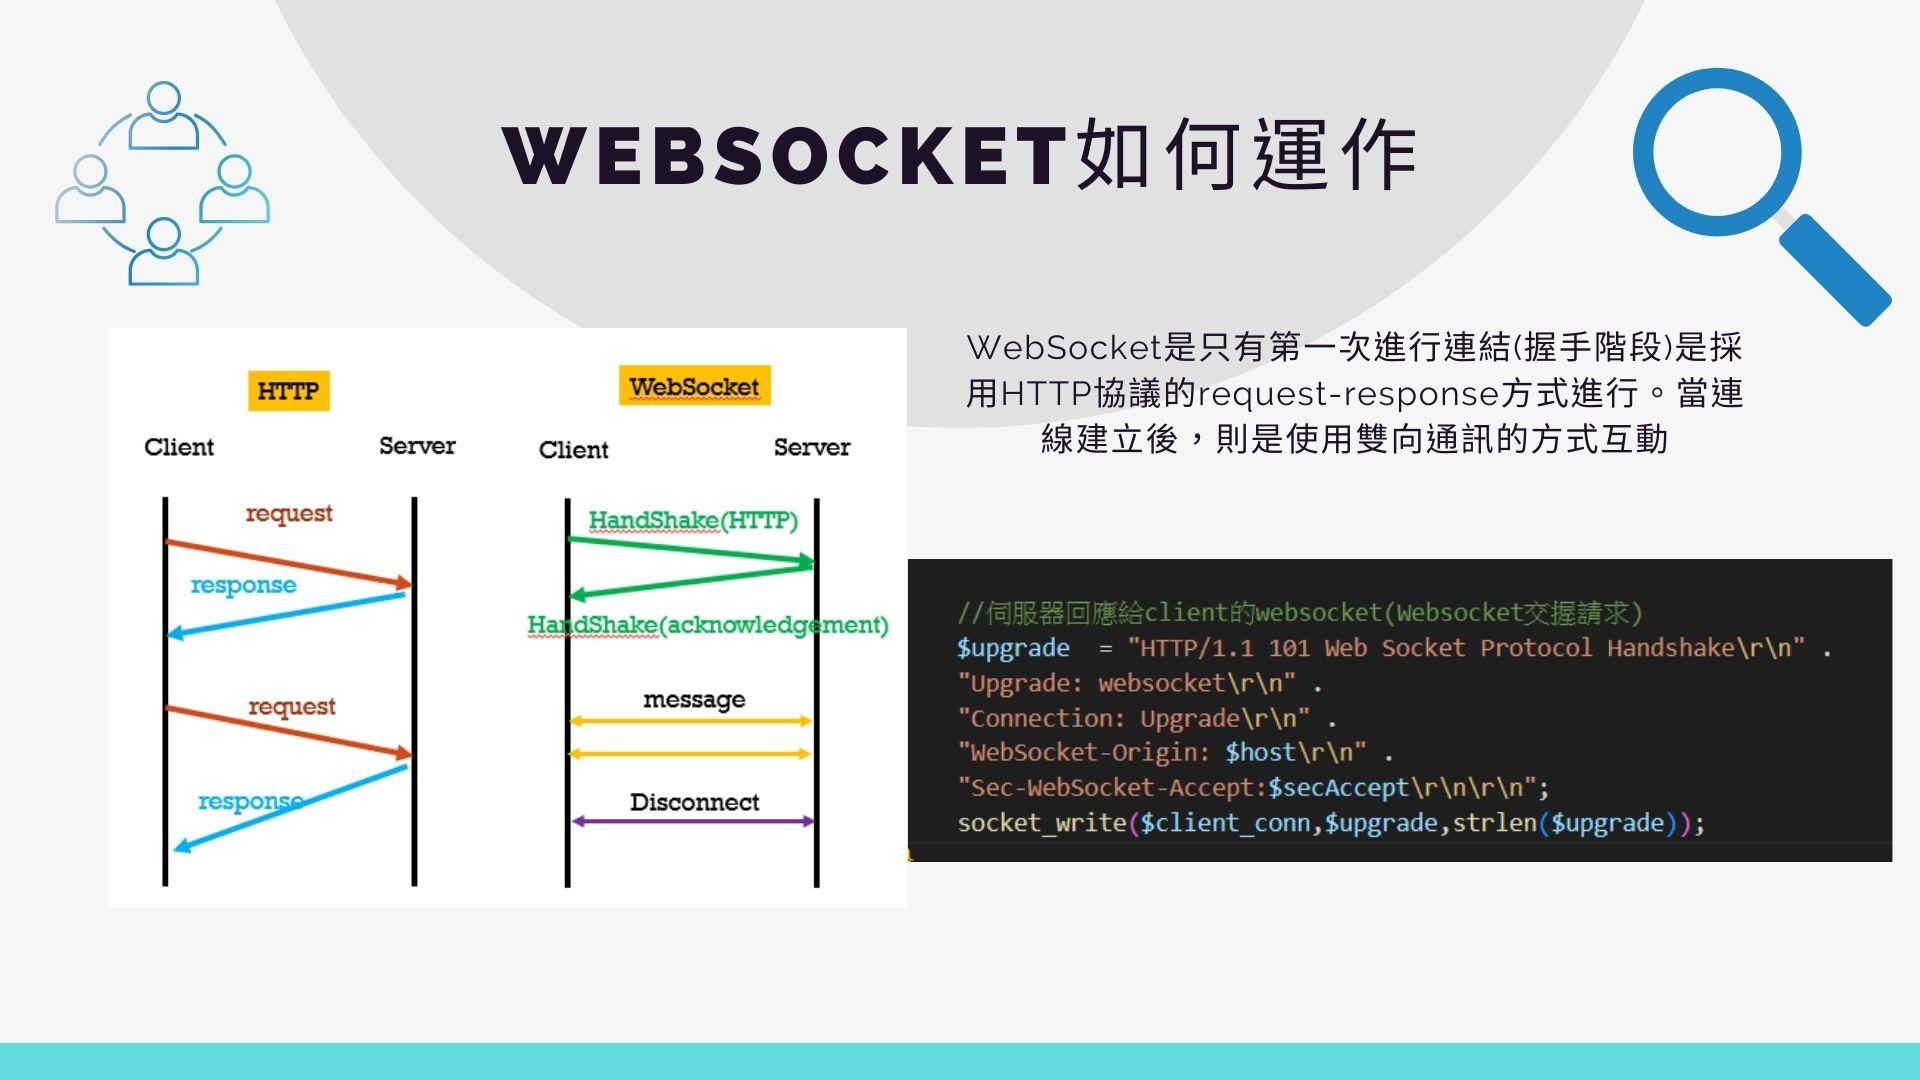 WEBSOCKET如何運作
HTTP
Client
Server
request
response
request
response
WebSocket
Client
Server
HandShake(HTTP)
HandShake(acknowledgement)
message
Disconnect
WebSocket是只有第一次進行連結(握手階段)是採
用HTTP協議的request-response方式進行。當連
線建立後，則是使用雙向通訊的方式互動
//伺服器回應給client的websocket(Websocket交握請求)
$upgrade  = "HTTP/1.1 101 Web Socket Protocol Handshake\r\n" .
"Upgrade: websocket\r\n" .
"Connection: Upgrade\r\n" .
"WebSocket-Origin: $host\r\n" .
"Sec-WebSocket-Accept:$secAccept\r\n\r\n";
socket_write($client_conn,$upgrade,strlen($upgrade));